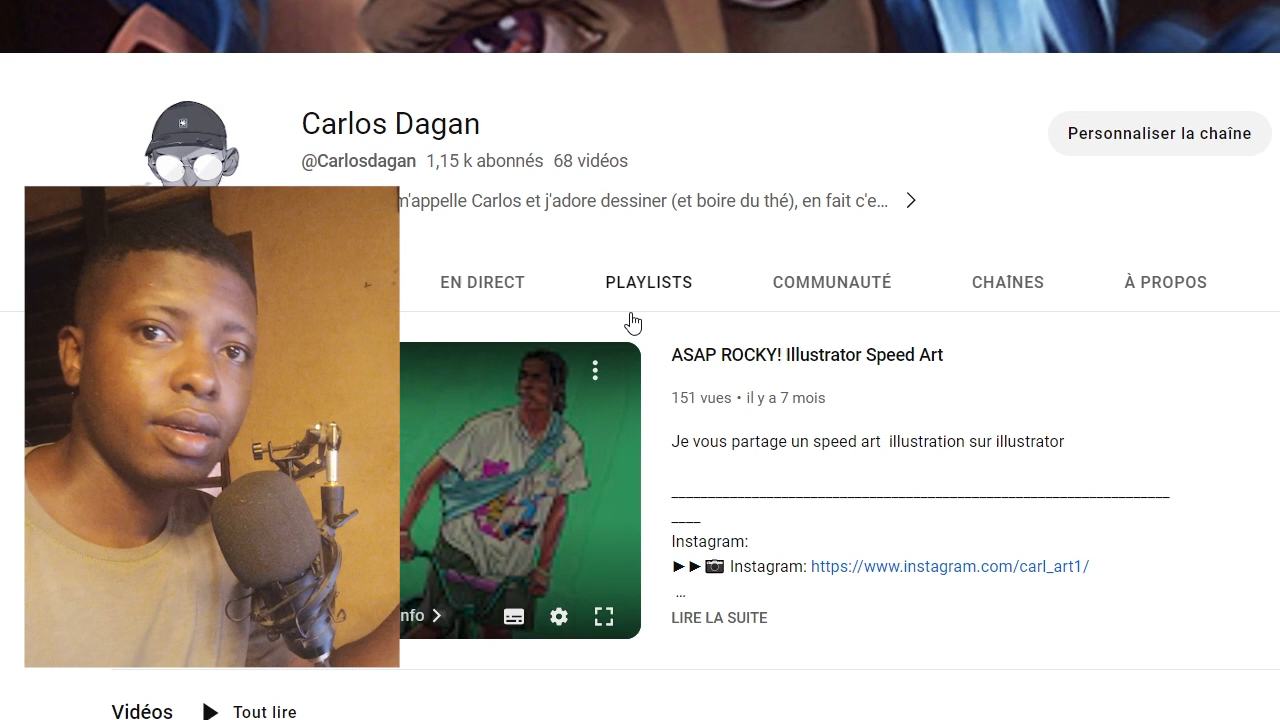 Carlos Dagan
@Carlosdagan 1,15 k abonnés 68 vidéos
m'appelle Carlos et j'adore dessiner (et boire du thé), en fait c'e...
Personnaliser la chaîne
EN DIRECT PLAYLISTS COMMUNAUTÉ CHAÎNES À PROPOS
ASAP ROCKY! Illustrator Speed Art
151 vues • il y a 7 mois
Je vous partage un speed art illustration sur illustrator
_____________________________________________________________________
____
Instagram:
►►📷 Instagram: https://www.instagram.com/carl_art1/
...
LIRE LA SUITE
nfo
Vidéos Tout lire